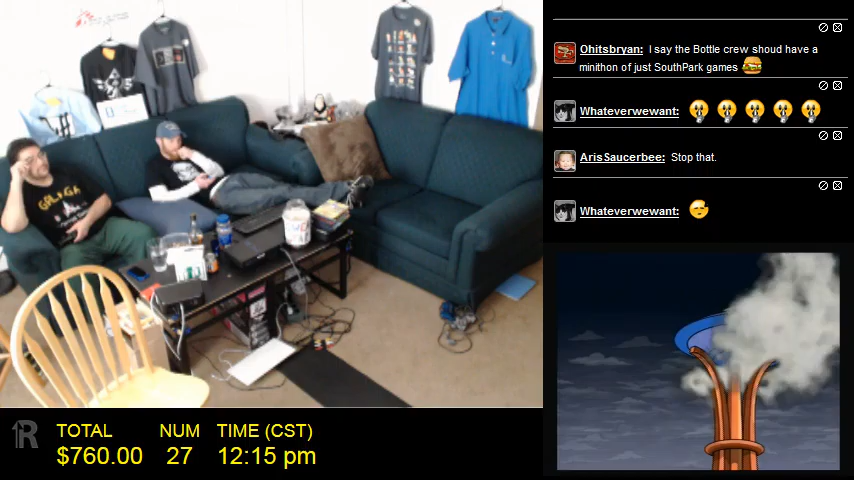 Ohitsbryan: I say the Bottle crew shoud have a
minithon of just SouthPark games
Whateverwewant:
ArisSaucerbee: Stop that.
Whateverwewant:
GALAGA
R
TOTAL NUM TIME (CST)
$760.00 27 12:15 pm